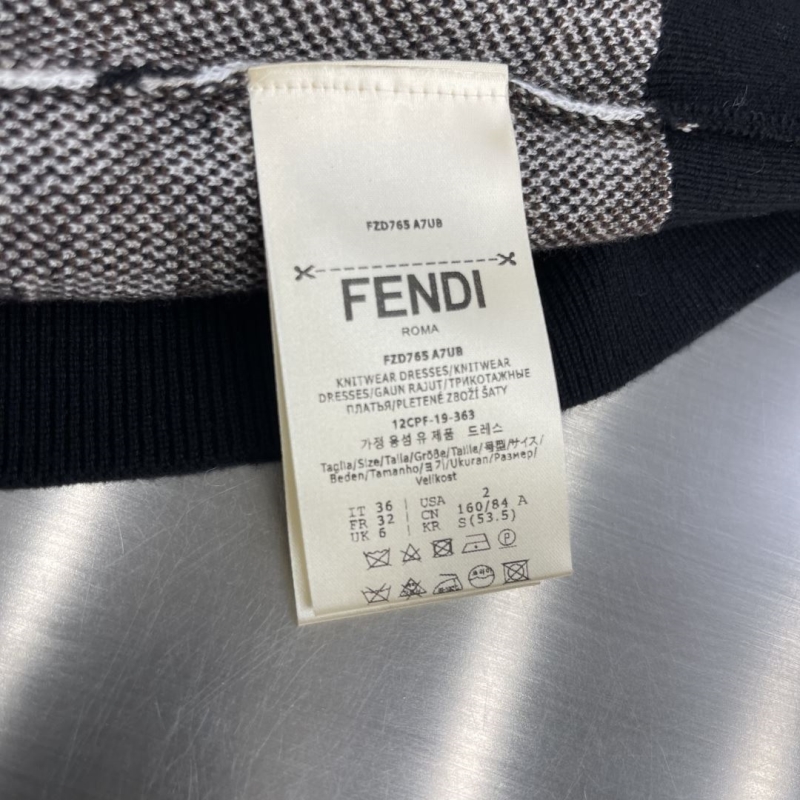 FZD765 A7UB
FENDI
ROMA
FZD765 A7UB
KNITWEAR DRESSES/KNITWEAR
DRESSES/GAUN RAJUT/ТРИКОТАЖНЫЕ
ПЛАТЬЯ/PLETENÉ ZBOŽÍ ŠATY
12CPF-19-363
가정용섬유제품 드레스
Taglia/Size/Talla/Größe/Taille/号型/サイズ/
Beden/Tamanho/크기/Ukuran/Размер/
Velikost
IT 36 | USA 2
FR 32 | CN 160/84 A
UK 6 | KR S(53.5)
P